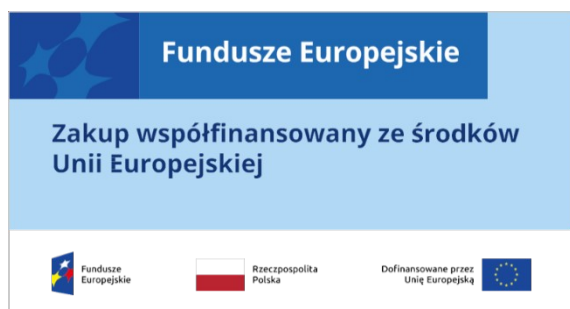 Fundusze Europejskie
Zakup współfinansowany ze środków
Unii Europejskiej
Fundusze
Europejskie
Rzeczpospolita
Polska
Dofinansowane przez
Unię Europejską